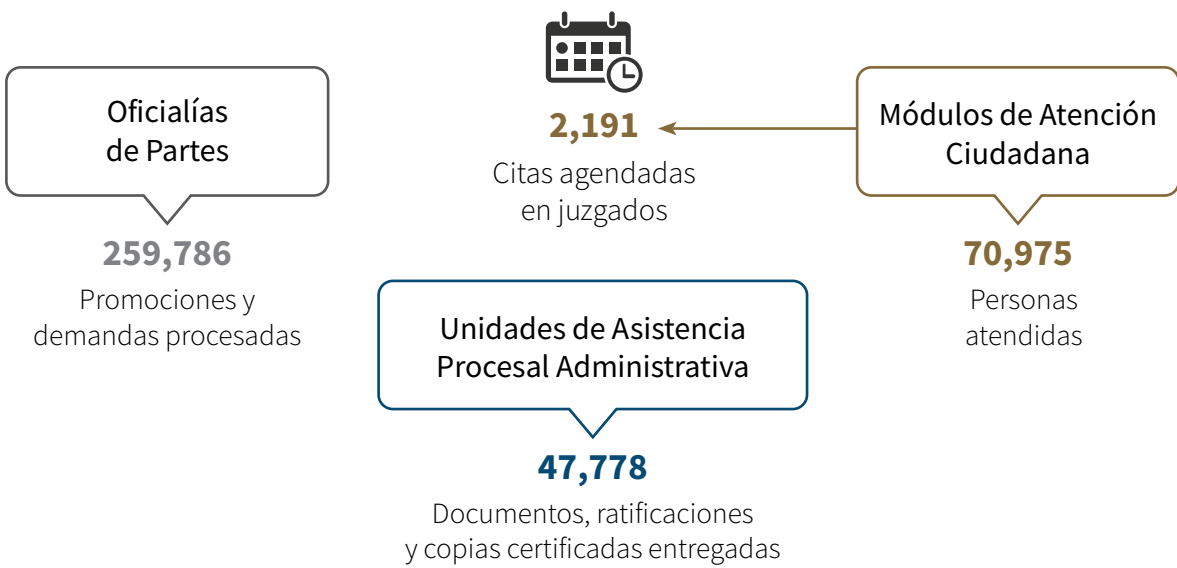 Oficialías
de Partes
259,786
Promociones y
demandas procesadas
2,191
Citas agendadas
en juzgados
Módulos de Atención
Ciudadana
70,975
Personas
atendidas
Unidades de Asistencia
Procesal Administrativa
47,778
Documentos, ratificaciones
y copias certificadas entregadas